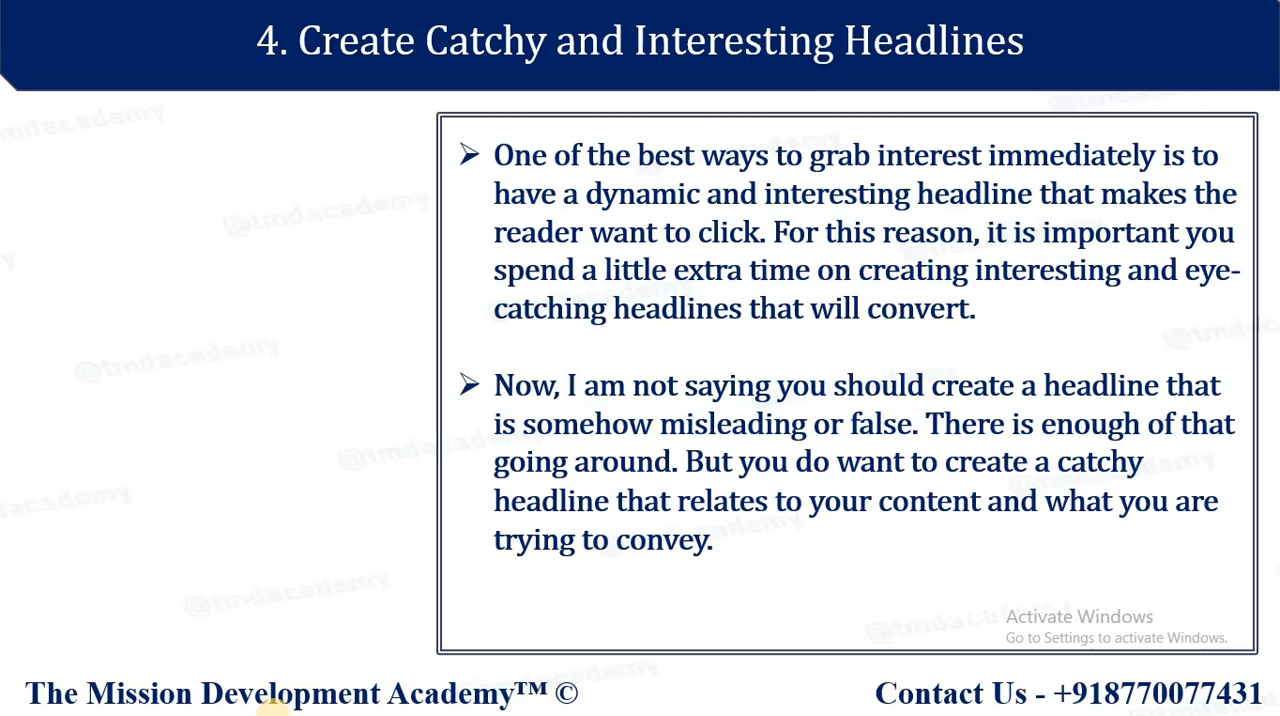 4. Create Catchy and Interesting Headlines
➢ One of the best ways to grab interest immediately is to
have a dynamic and interesting headline that makes the
reader want to click. For this reason, it is important you
spend a little extra time on creating interesting and eye-
catching headlines that will convert.
➢ Now, I am not saying you should create a headline that
is somehow misleading or false. There is enough of that
going around. But you do want to create a catchy
headline that relates to your content and what you are
trying to convey.
Activate Windows
Go to Settings to activate Windows.
The Mission Development Academy™ ©
Contact Us - +918770077431
@tmdacademy
@tmdacademy
@tmdacademy